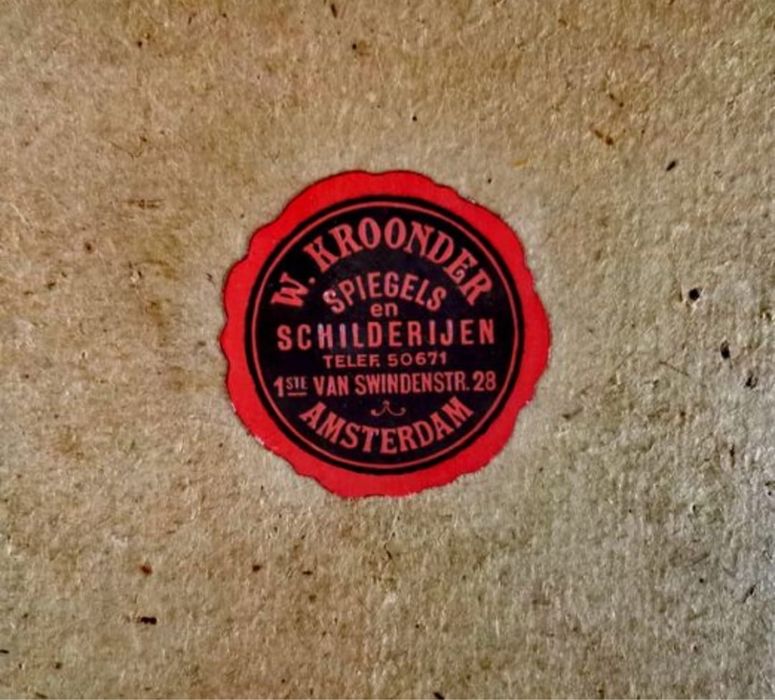 W. KROONDER
SPIEGELS
en
SCHILDERIJEN
TELEF. 50671
1STE VAN SWINDENSTR. 28
AMSTERDAM